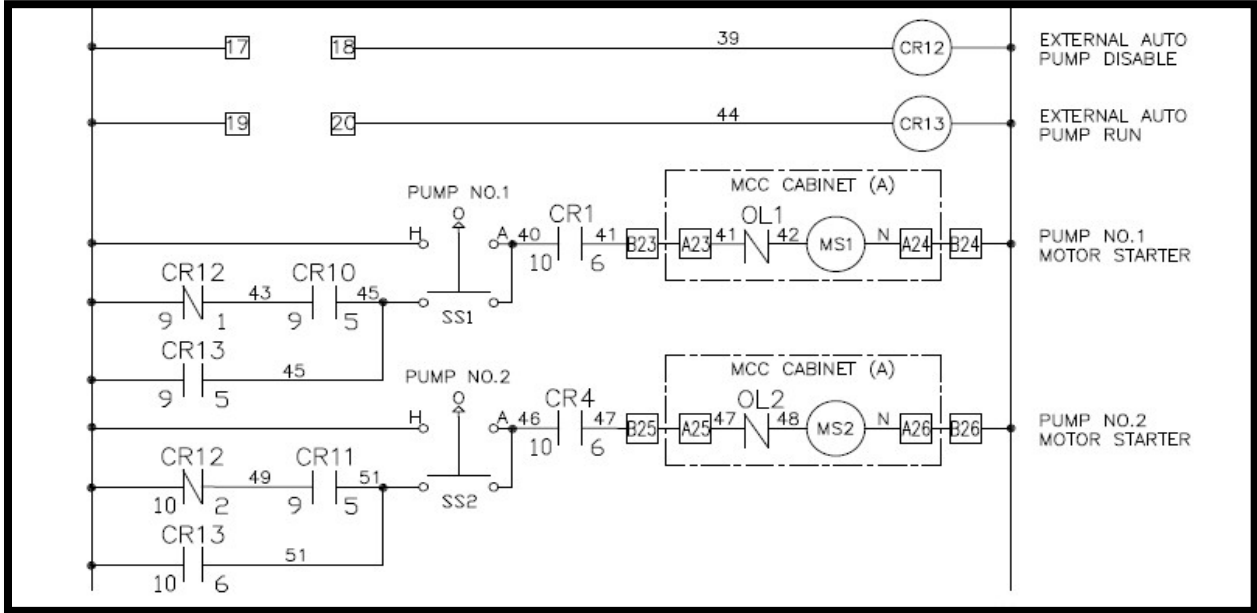 17 18 39 CR12 EXTERNAL AUTO
PUMP DISABLE
19 20 44 CR13 EXTERNAL AUTO
PUMP RUN
MCC CABINET (A)
PUMP NO.1
O
H A 40 CR1 41 B23 A23 41 OL1 42 MS1 N A24 B24 PUMP NO.1
10 6 MOTOR STARTER
CR12 43 CR10 45
9 1 9 5 SS1
CR13 45
9 5
MCC CABINET (A)
PUMP NO.2
O
H A 46 CR4 47 B25 A25 47 OL2 48 MS2 N A26 B26 PUMP NO.2
10 6 MOTOR STARTER
CR12 49 CR11 51
10 2 9 5 SS2
CR13 51
10 6